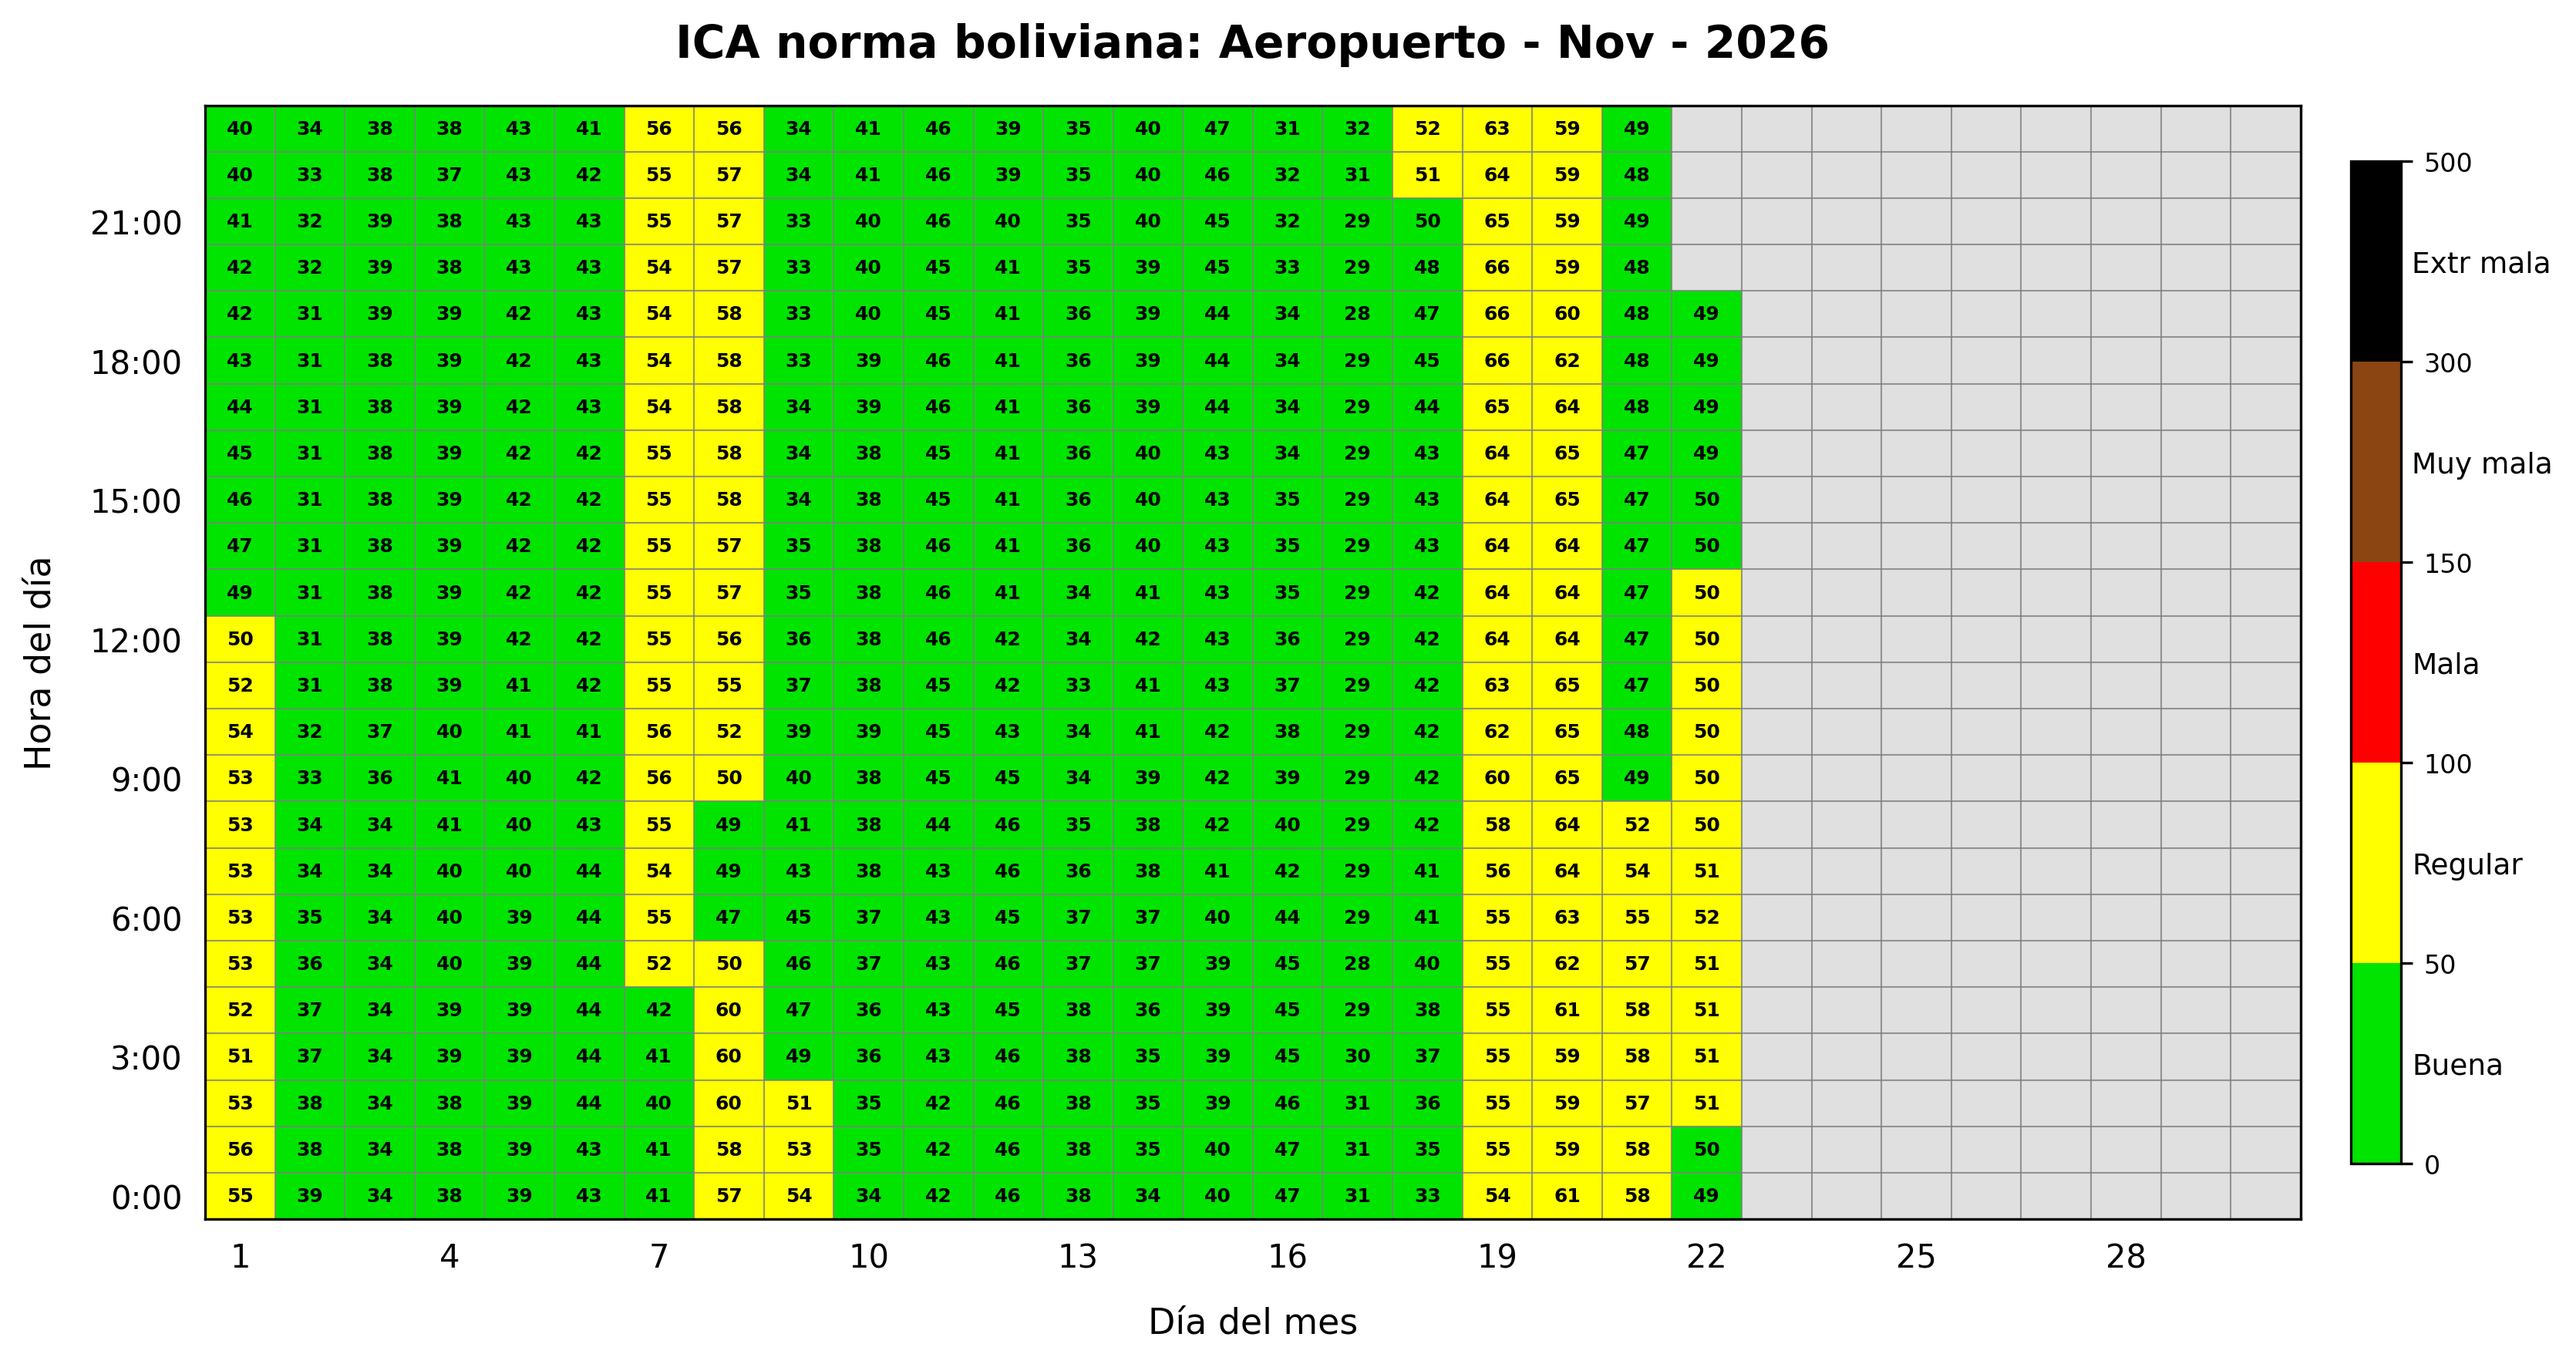 ICA norma boliviana: Aeropuerto - Nov - 2026
40 34 38 38 43 41 56 56 34 41 46 39 35 40 47 31 32 52 63 59 49
40 33 38 37 43 42 55 57 34 41 46 39 35 40 46 32 31 51 64 59 48
21:00 41 32 39 38 43 43 55 57 33 40 46 40 35 40 45 32 29 50 65 59 49
42 32 39 38 43 43 54 57 33 40 45 41 35 39 45 33 29 48 66 59 48
42 31 39 39 42 43 54 58 33 40 45 41 36 39 44 34 28 47 66 60 48 49
18:00 43 31 38 39 42 43 54 58 33 39 46 41 36 39 44 34 29 45 66 62 48 49
44 31 38 39 42 43 54 58 34 39 46 41 36 39 44 34 29 44 65 64 48 49
45 31 38 39 42 42 55 58 34 38 45 41 36 40 43 34 29 43 64 65 47 49
15:00 46 31 38 39 42 42 55 58 34 38 45 41 36 40 43 35 29 43 64 65 47 50
47 31 38 39 42 42 55 57 35 38 46 41 36 40 43 35 29 43 64 64 47 50
49 31 38 39 42 42 55 57 35 38 46 41 34 41 43 35 29 42 64 64 47 50
12:00 50 31 38 39 42 42 55 56 36 38 46 42 34 42 43 36 29 42 64 64 47 50
52 31 38 39 41 42 55 55 37 38 45 42 33 41 43 37 29 42 63 65 47 50
54 32 37 40 41 41 56 52 39 39 45 43 34 41 42 38 29 42 62 65 48 50
9:00 53 33 36 41 40 42 56 50 40 38 45 45 34 39 42 39 29 42 60 65 49 50
53 34 34 41 40 43 55 49 41 38 44 46 35 38 42 40 29 42 58 64 52 50
53 34 34 40 40 44 54 49 43 38 43 46 36 38 41 42 29 41 56 64 54 51
6:00 53 35 34 40 39 44 55 47 45 37 43 45 37 37 40 44 29 41 55 63 55 52
53 36 34 40 39 44 52 50 46 37 43 46 37 37 39 45 28 40 55 62 57 51
52 37 34 39 39 44 42 60 47 36 43 45 38 36 39 45 29 38 55 61 58 51
3:00 51 37 34 39 39 44 41 60 49 36 43 46 38 35 39 45 30 37 55 59 58 51
53 38 34 38 39 44 40 60 51 35 42 46 38 35 39 46 31 36 55 59 57 51
56 38 34 38 39 43 41 58 53 35 42 46 38 35 40 47 31 35 55 59 58 50
0:00 55 39 34 38 39 43 41 57 54 34 42 46 38 34 40 47 31 33 54 61 58 49
1 4 7 10 13 16 19 22 25 28
Día del mes
Hora del día
500
Extr mala
300
Muy mala
150
Mala
100
Regular
50
Buena
0